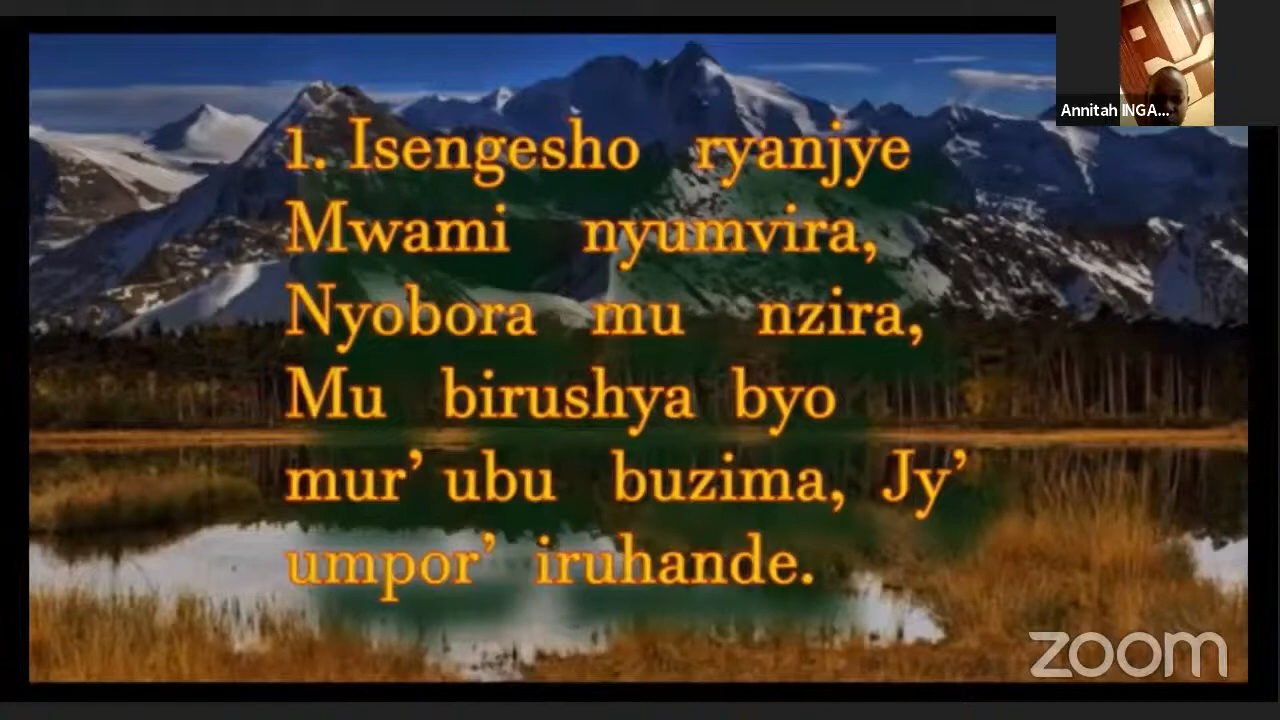 Annitah INGA...
1. Isengesho ryanjye
Mwami nyumvira,
Nyobora mu nzira,
Mu birushya byo
mur’ ubu buzima, Jy’
umpor’ iruhande.
zoom